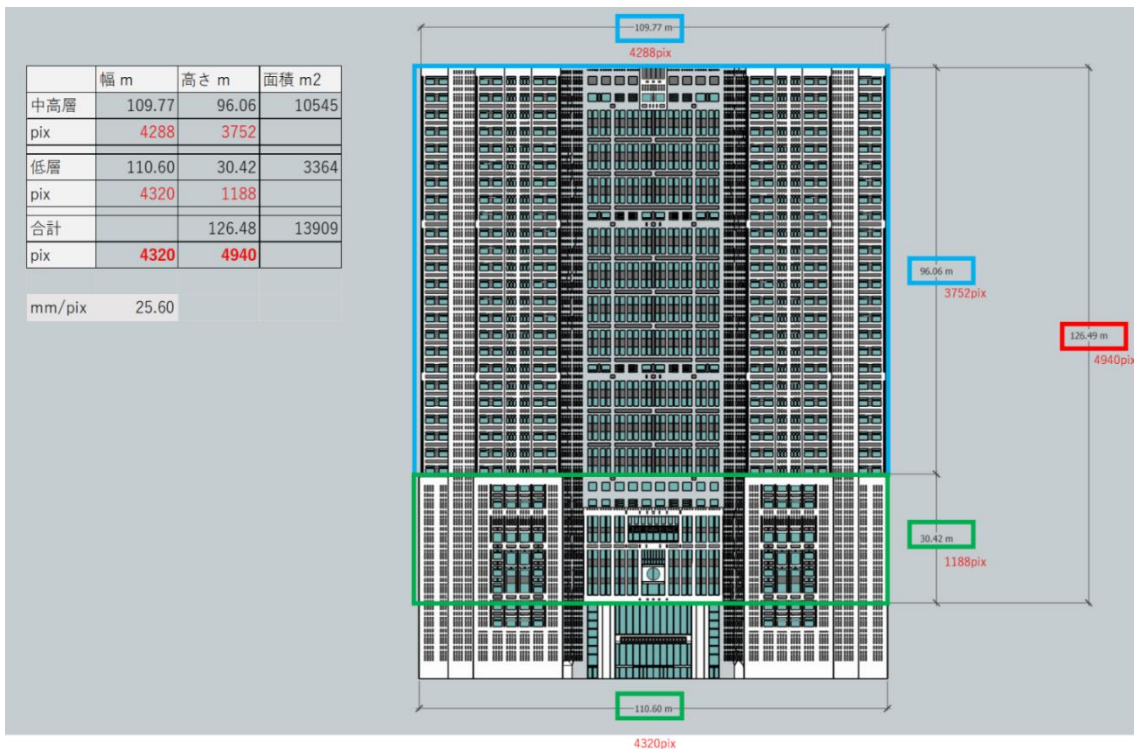 幅 m 高さ m 面積 m2
中高層 109.77 96.06 10545
pix 4288 3752
低層 110.60 30.42 3364
pix 4320 1188
合計 126.48 13909
pix 4320 4940
mm/pix 25.60
109.77 m
4288pix
96.06 m
3752pix
126.49 m
4940pix
30.42 m
1188pix
110.60 m
4320pix